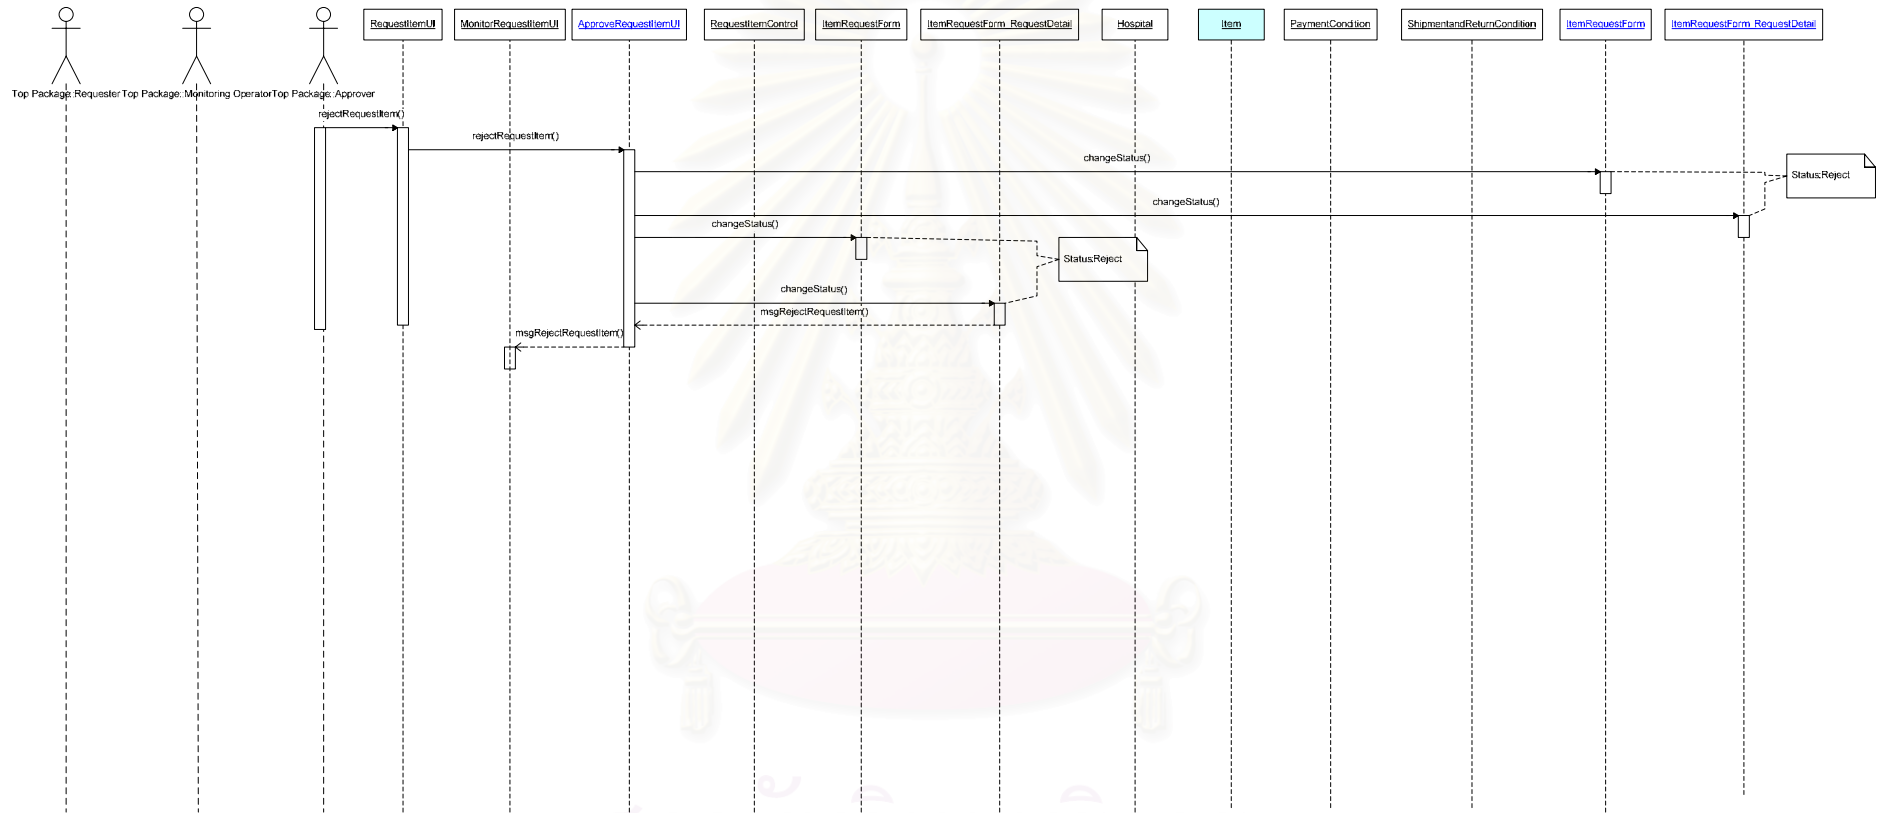 RequestItemUI
MonitorRequestItemUI
ApproveRequestItemUI
RequestItemControl
ItemRequestForm
ItemRequestForm_RequestDetail
Hospital
Item
PaymentCondition
ShipmentandReturnCondition
ItemRequestForm
ItemRequestForm_RequestDetail
Top Package::Requester
Top Package::Monitoring Operator
Top Package::Approver
rejectRequestItem()
rejectRequestItem()
changeStatus()
Status:Reject
changeStatus()
changeStatus()
Status:Reject
changeStatus()
msgRejectRequestItem()
msgRejectRequestItem()